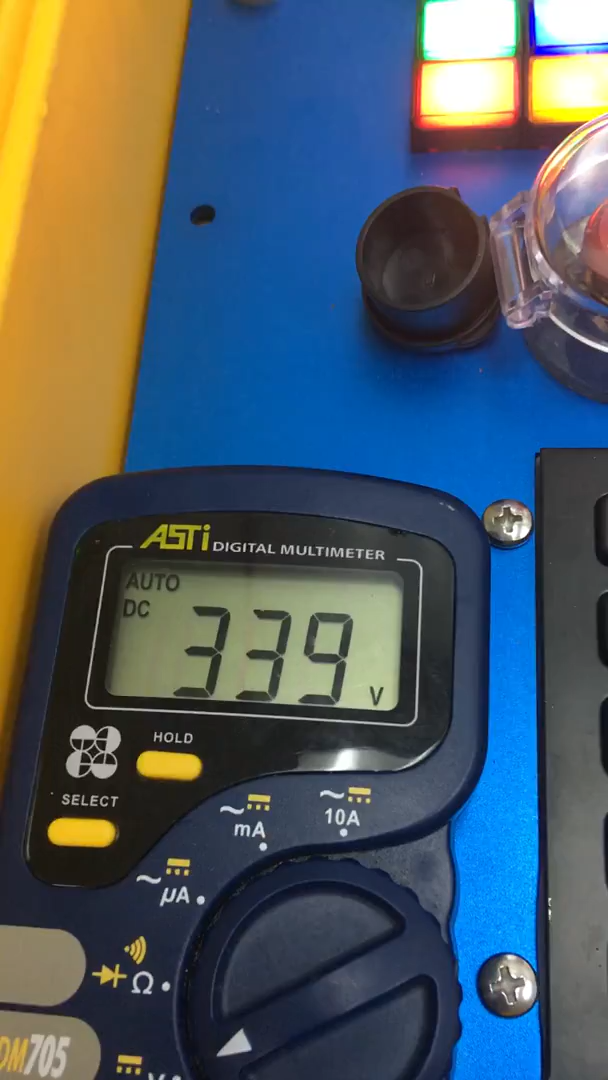 ASTi DIGITAL MULTIMETER
AUTO
DC
339 V
HOLD
SELECT
mA
10A
µA
Ω
DM705
V